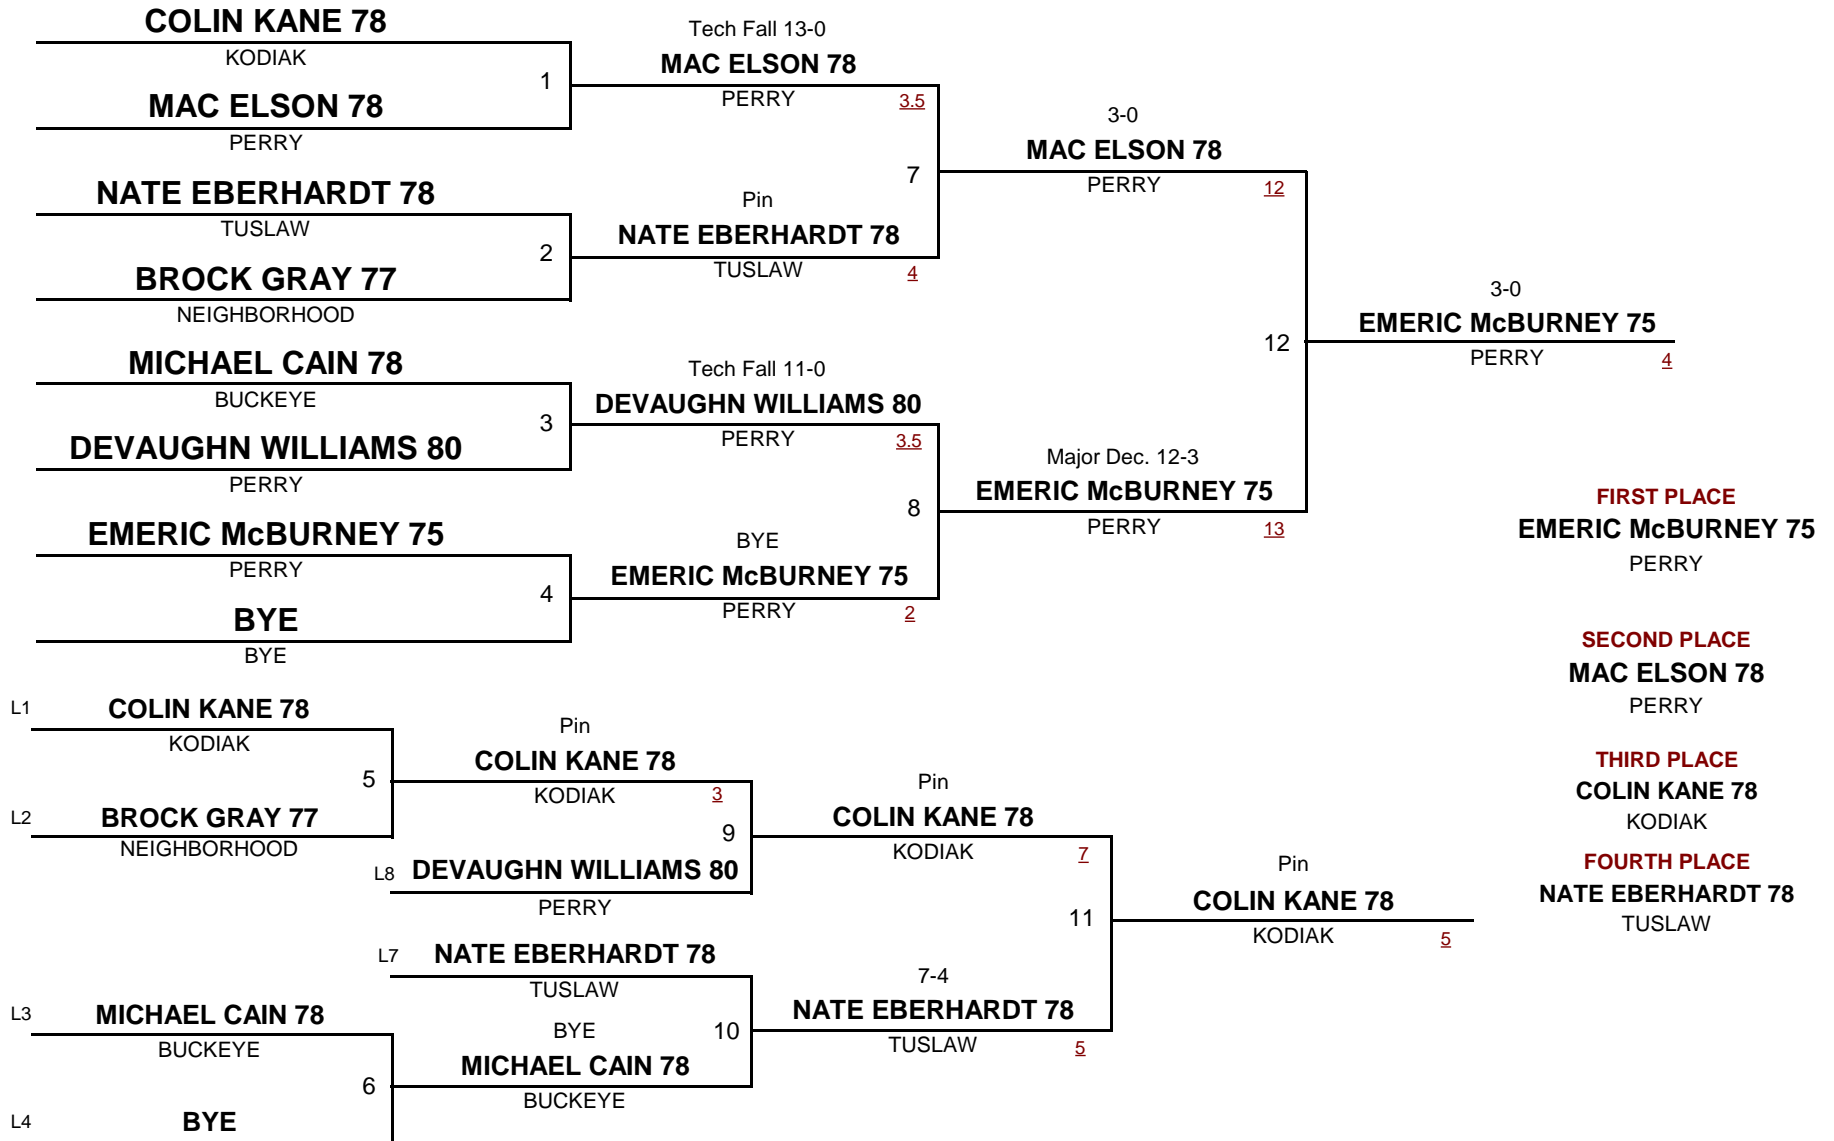 COLIN KANE 78
KODIAK
1
MAC ELSON 78
PERRY
Tech Fall 13-0
MAC ELSON 78
PERRY
3.5
NATE EBERHARDT 78
TUSLAW
2
BROCK GRAY 77
NEIGHBORHOOD
Pin
NATE EBERHARDT 78
TUSLAW
4
7
3-0
MAC ELSON 78
PERRY
12
MICHAEL CAIN 78
BUCKEYE
3
DEVAUGHN WILLIAMS 80
PERRY
Tech Fall 11-0
DEVAUGHN WILLIAMS 80
PERRY
3.5
EMERIC McBURNEY 75
PERRY
4
BYE
BYE
BYE
EMERIC McBURNEY 75
PERRY
2
8
Major Dec. 12-3
EMERIC McBURNEY 75
PERRY
13
12
3-0
EMERIC McBURNEY 75
PERRY
4
FIRST PLACE
EMERIC McBURNEY 75
PERRY
SECOND PLACE
MAC ELSON 78
PERRY
THIRD PLACE
COLIN KANE 78
KODIAK
FOURTH PLACE
NATE EBERHARDT 78
TUSLAW
L1
COLIN KANE 78
KODIAK
5
L2
BROCK GRAY 77
NEIGHBORHOOD
Pin
COLIN KANE 78
KODIAK
3
9
L8
DEVAUGHN WILLIAMS 80
PERRY
Pin
COLIN KANE 78
KODIAK
7
L7
NATE EBERHARDT 78
TUSLAW
L3
MICHAEL CAIN 78
BUCKEYE
6
L4
BYE
BYE
MICHAEL CAIN 78
BUCKEYE
10
7-4
NATE EBERHARDT 78
TUSLAW
5
11
Pin
COLIN KANE 78
KODIAK
5